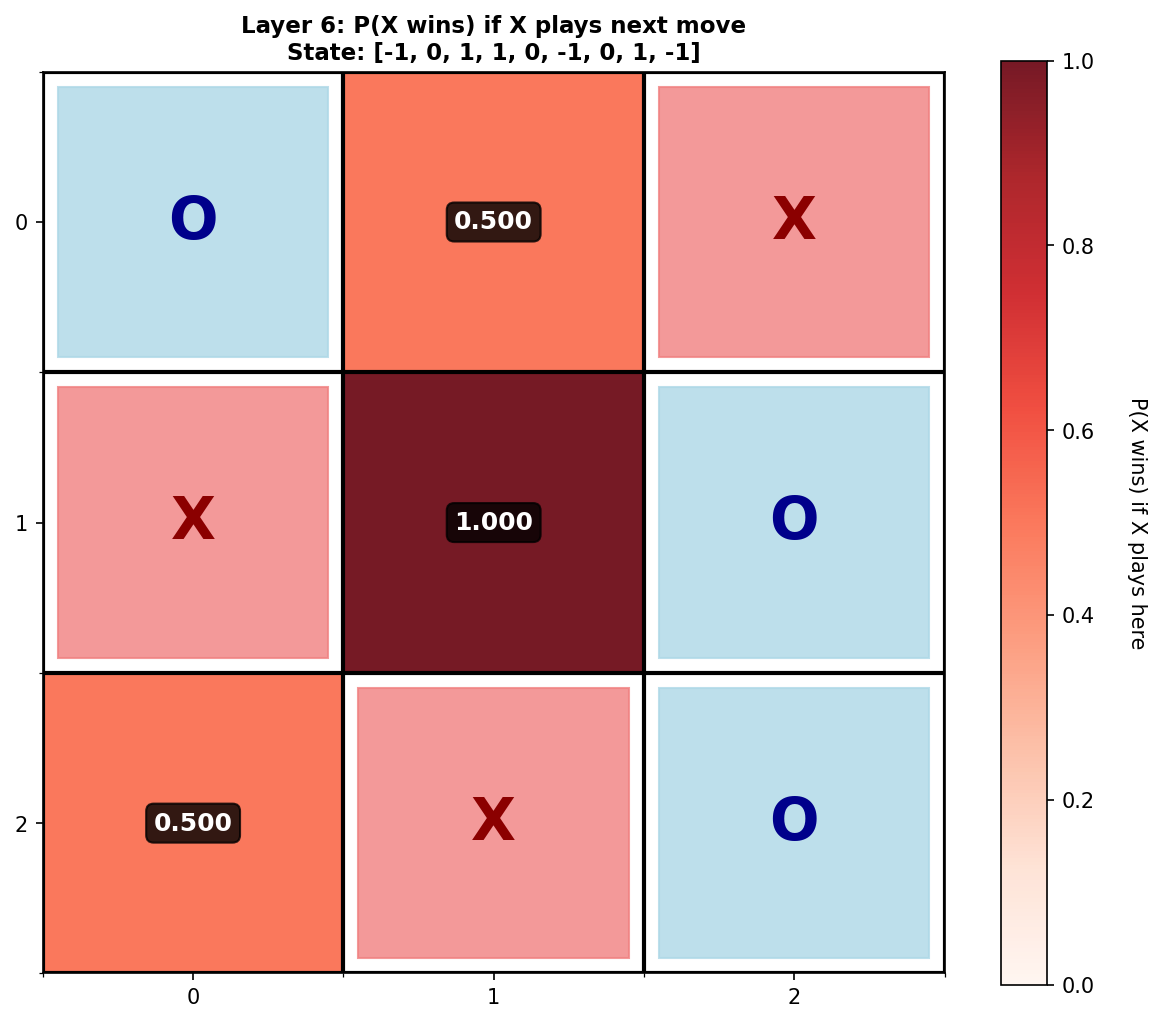 Layer 6: P(X wins) if X plays next move
State: [-1, 0, 1, 1, 0, -1, 0, 1, -1]
0
O
0.500
X
1
X
1.000
O
2
0.500
X
O
0
1
2
1.0
0.8
0.6
0.4
0.2
0.0
P(X wins) if X plays here